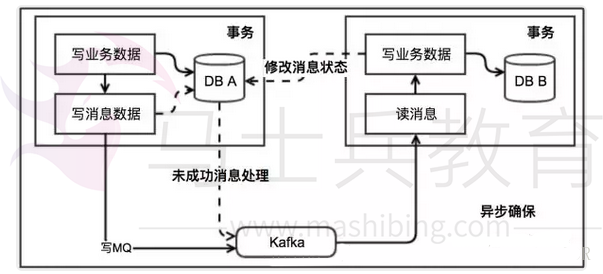 事务
写业务数据
DB A
写消息数据
修改消息状态
事务
写业务数据
DB B
读消息
未成功消息处理
写MQ
Kafka
异步确保
马士兵教育
www.mashibing.com
R